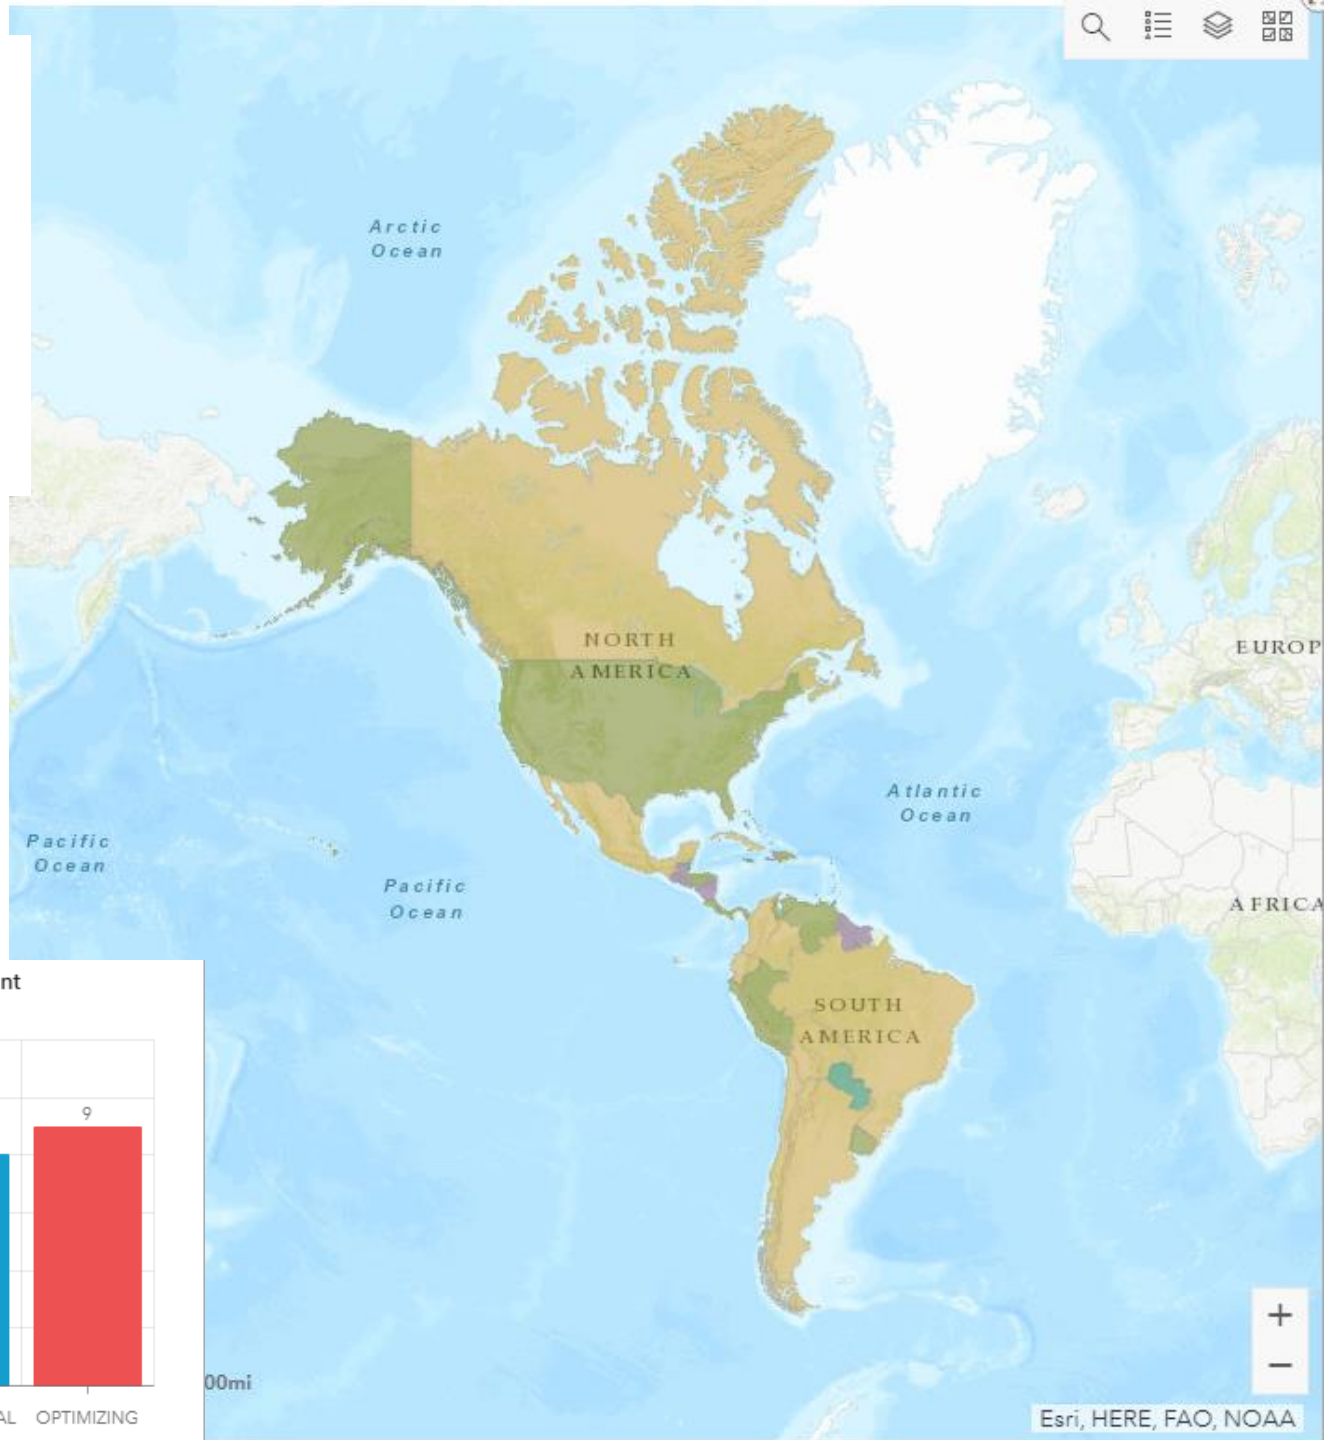 Arctic
Ocean
NORTH
AMERICA
EUROP
Atlantic
Ocean
Pacific
Ocean
Pacific
Ocean
AFRICA
SOUTH
AMERICA
nt
9
AL OPTIMIZING
00mi
+
−
Esri, HERE, FAO, NOAA